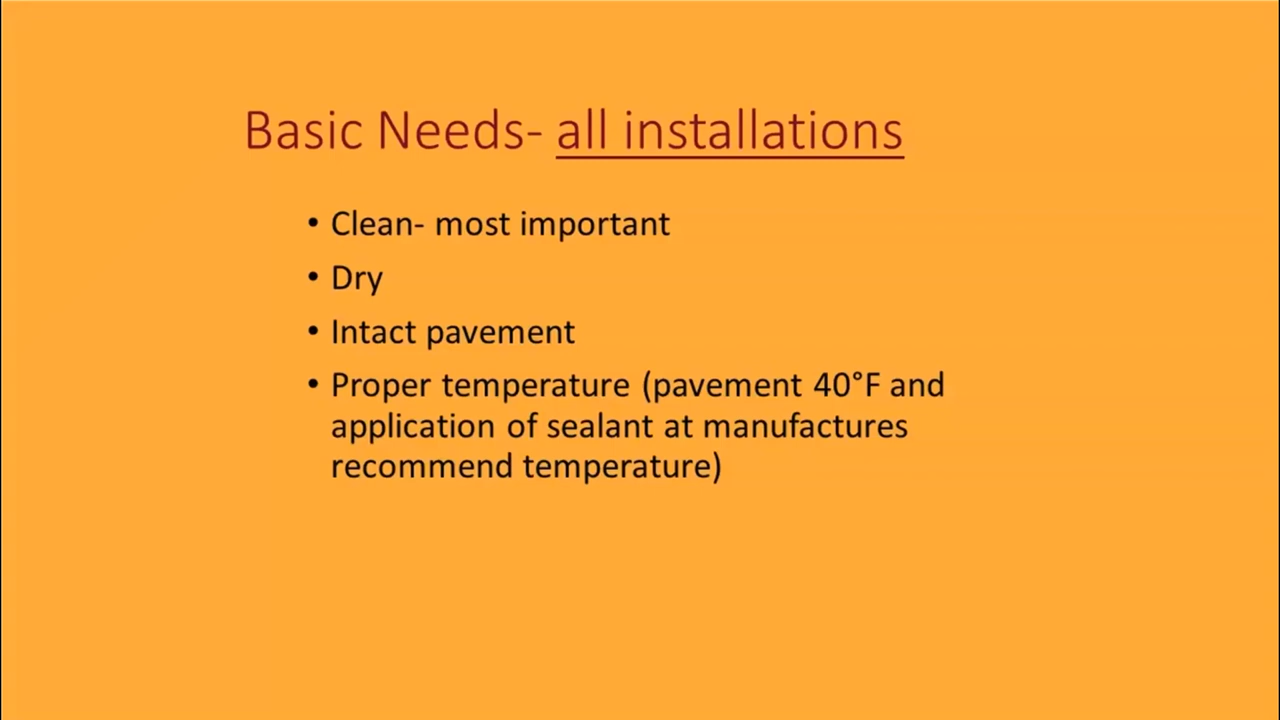 Basic Needs- all installations
• Clean- most important
• Dry
• Intact pavement
• Proper temperature (pavement 40°F and
application of sealant at manufactures
recommend temperature)